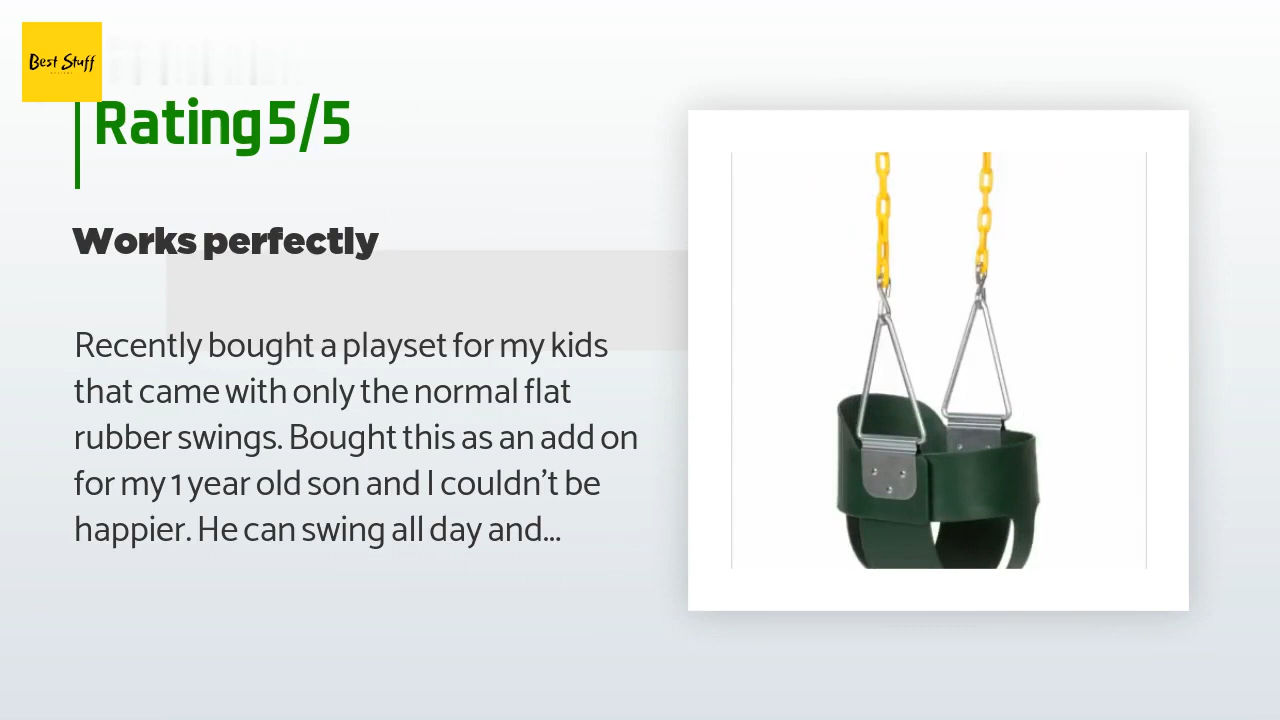 Best Stuff
Rating 5/5
Works perfectly
Recently bought a playset for my kids
that came with only the normal flat
rubber swings. Bought this as an add on
for my 1 year old son and I couldn't be
happier. He can swing all day and...